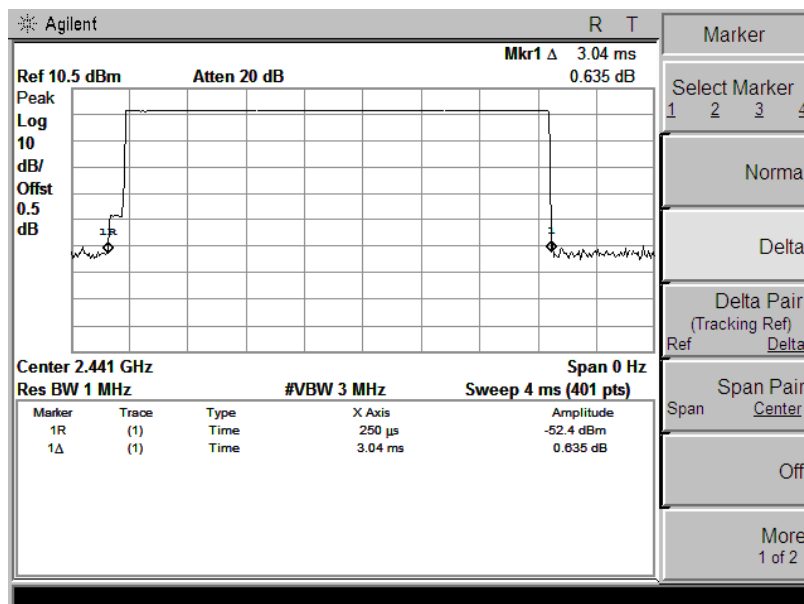 Agilent R T
Mkr1 Δ 3.04 ms
Ref 10.5 dBm Atten 20 dB 0.635 dB
Peak
Log
10
dB/
Offst
0.5
dB
1R
1
Center 2.441 GHz Span 0 Hz
Res BW 1 MHz #VBW 3 MHz Sweep 4 ms (401 pts)
Marker Trace Type X Axis Amplitude
1R (1) Time 250 µs -52.4 dBm
1Δ (1) Time 3.04 ms 0.635 dB
Marker
Select Marker
1 2 3 4
Norma
Delta
Delta Pair
(Tracking Ref)
Ref Delta
Span Pair
Span Center
Off
More
1 of 2